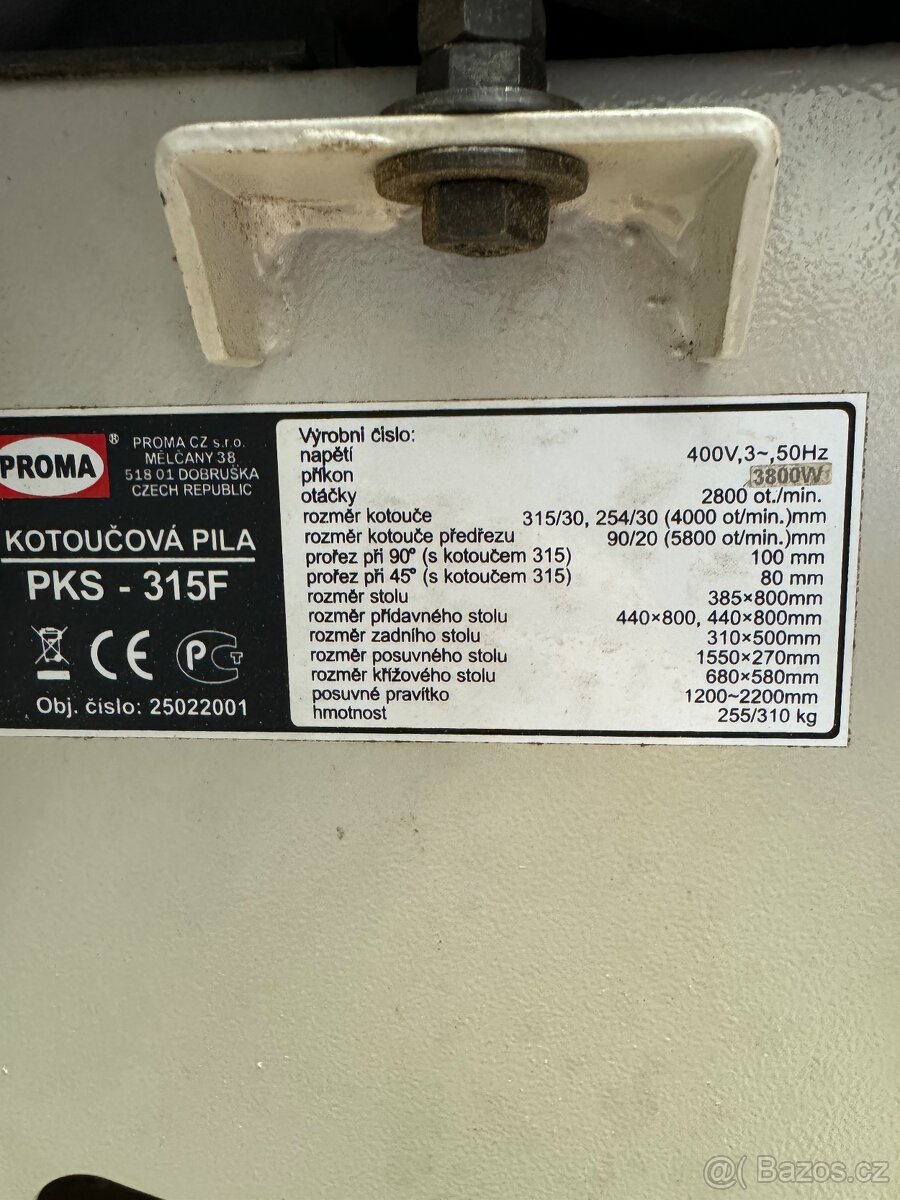 PROMA ®
PROMA CZ s.r.o.
MĚLČANY 38
518 01 DOBRUŠKA
CZECH REPUBLIC
KOTOUČOVÁ PILA
PKS - 315F
CE PCT
Obj. číslo: 25022001
Výrobni čislo:
napětí 400V,3~,50Hz
příkon 3800W
otáčky 2800 ot./min.
rozměr kotouče 315/30, 254/30 (4000 ot/min.)mm
rozměr kotouče předřezu 90/20 (5800 ot/min.)mm
prořez při 90° (s kotoučem 315) 100 mm
prořez při 45° (s kotoučem 315) 80 mm
rozměr stolu 385×800mm
rozměr přídavného stolu 440×800, 440×800mm
rozměr zadního stolu 310×500mm
rozměr posuvného stolu 1550×270mm
rozměr křížového stolu 680×580mm
posuvné pravítko 1200~2200mm
hmotnost 255/310 kg
@ Bazos.cz